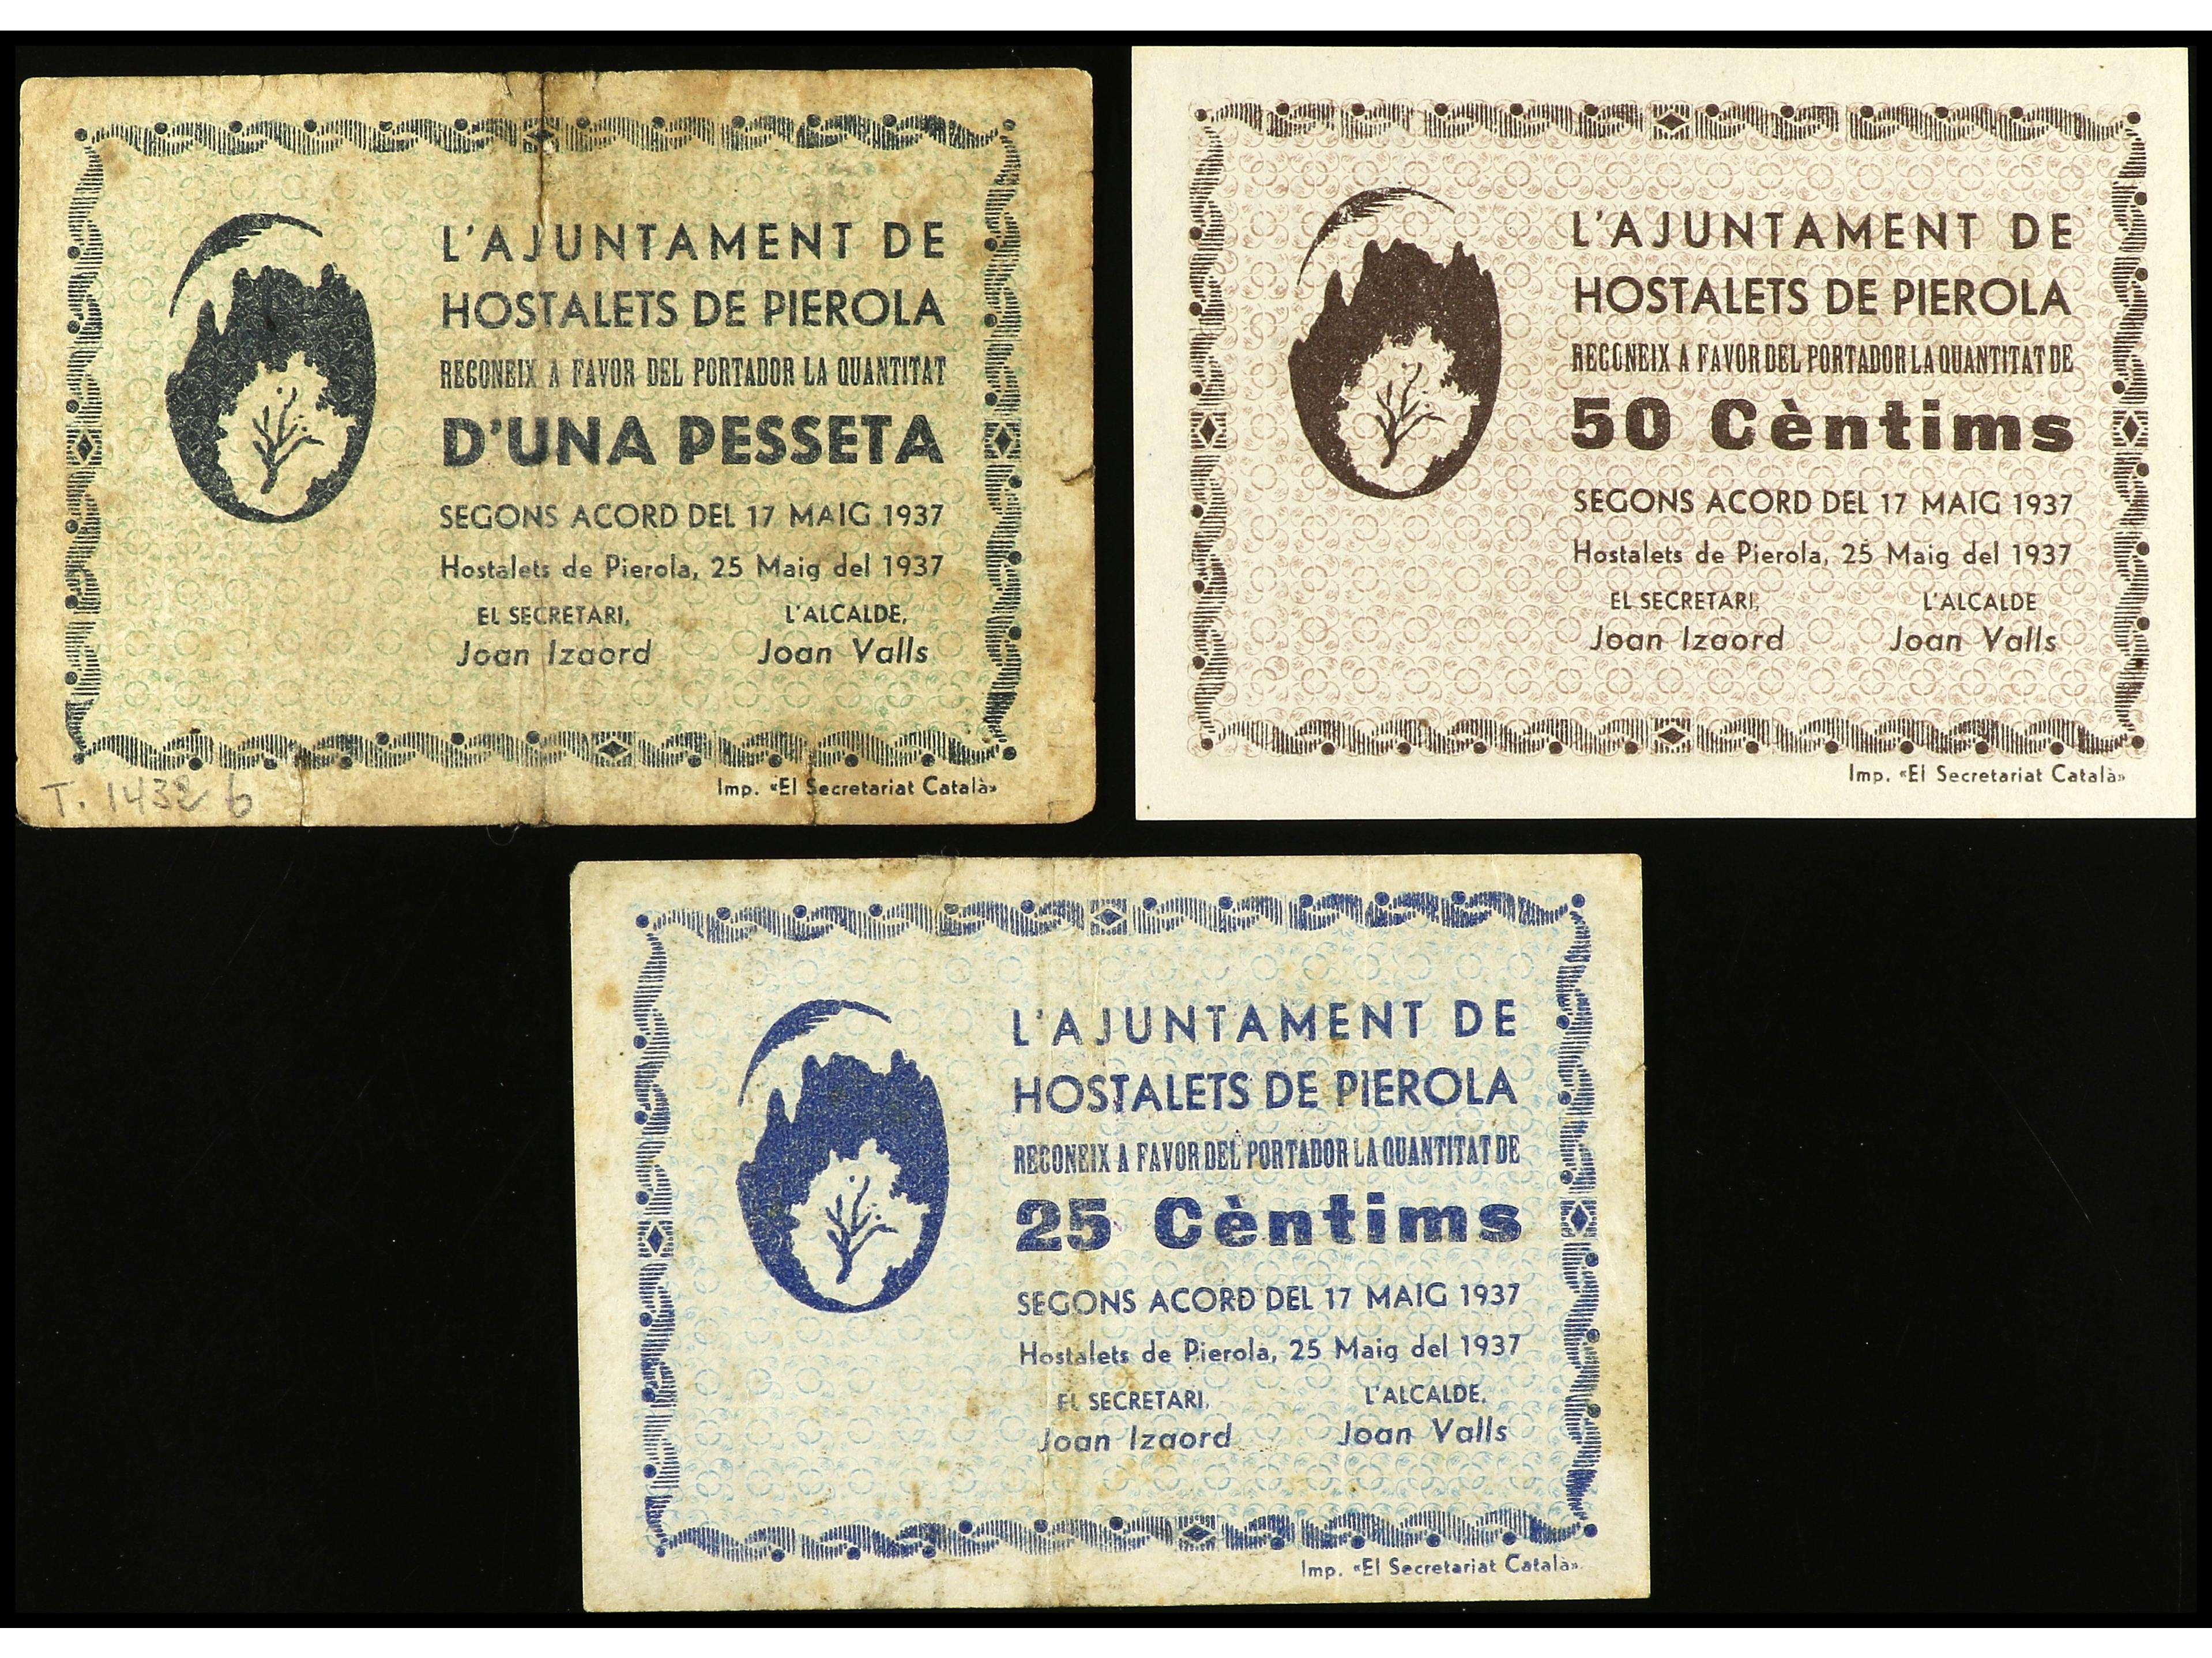 L'AJUNTAMENT DE
HOSTALETS DE PIEROLA
RECONEIX A FAVOR DEL PORTADOR LA QUANTITAT
D'UNA PESSETA
SEGONS ACORD DEL 17 MAIG 1937
Hostalets de Pierola, 25 Maig del 1937
EL SECRETARI, L'ALCALDE,
Joan Izaord Joan Valls
Imp. «El Secretariat Català»
T. 1432 b
L'AJUNTAMENT DE
HOSTALETS DE PIEROLA
RECONEIX A FAVOR DEL PORTADOR LA QUANTITAT DE
50 Cèntims
SEGONS ACORD DEL 17 MAIG 1937
Hostalets de Pierola, 25 Maig del 1937
EL SECRETARI, L'ALCALDE
Joan Izaord Joan Valls
Imp. «El Secretariat Català»
L'AJUNTAMENT DE
HOSTALETS DE PIEROLA
RECONEIX A FAVOR DEL PORTADOR LA QUANTITAT DE
25 Cèntims
SEGONS ACORD DEL 17 MAIG 1937
Hostalets de Pierola, 25 Maig del 1937
EL SECRETARI, L'ALCALDE,
Joan Izaord Joan Valls
Imp. «El Secretariat Català»